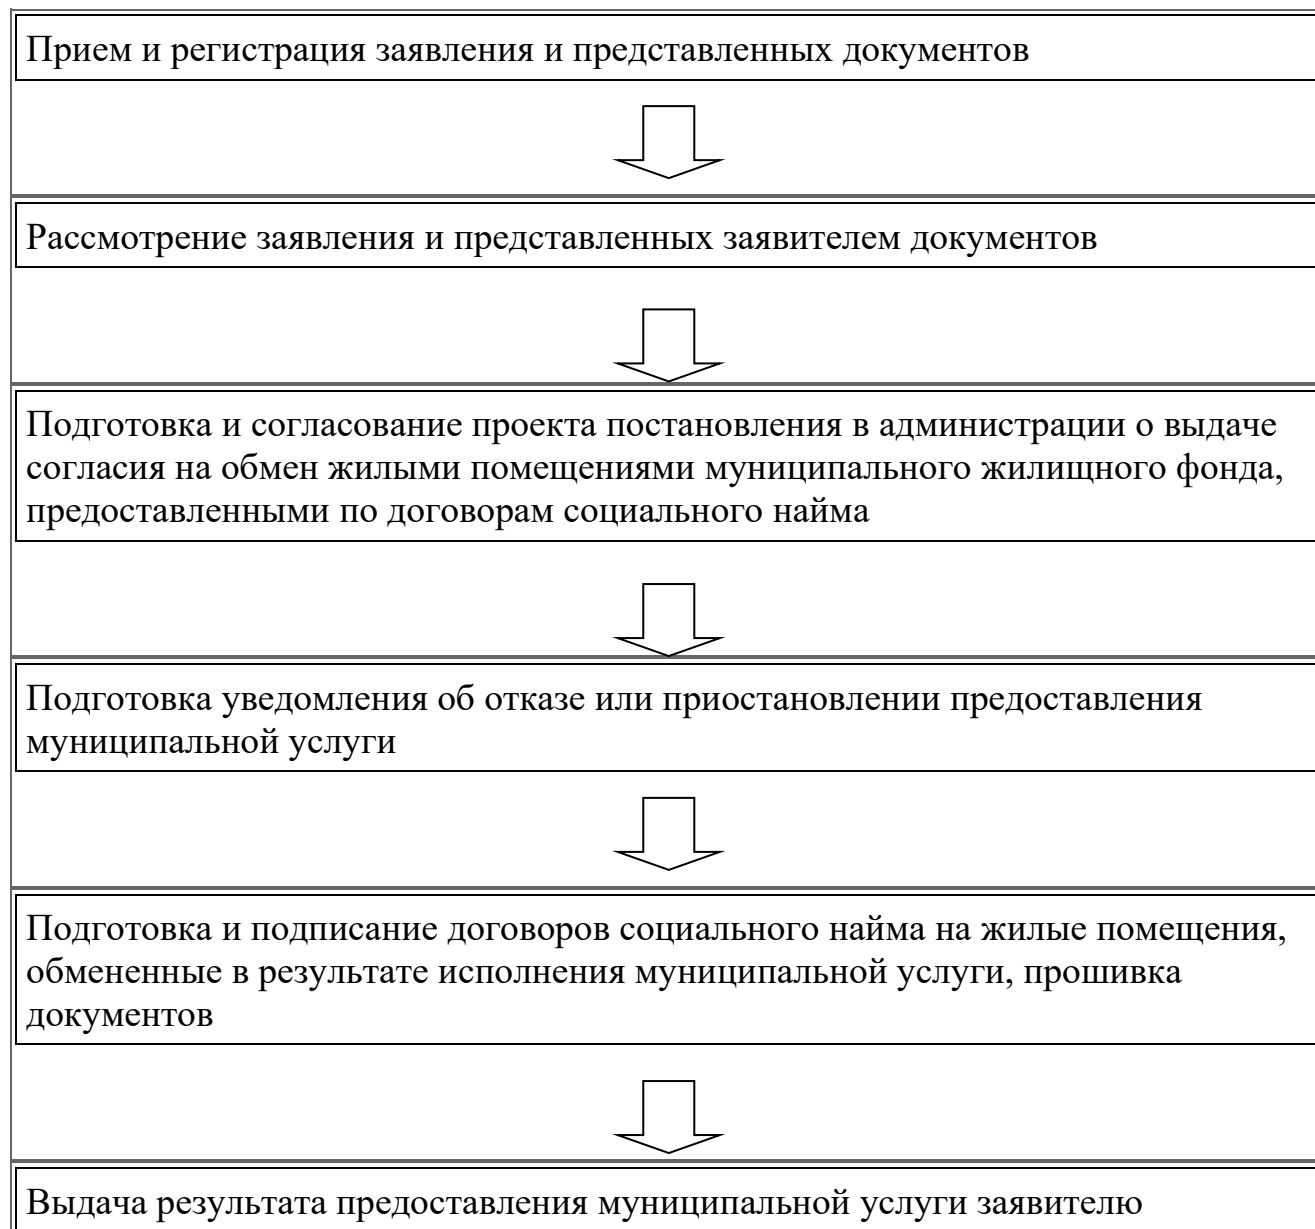 Прием и регистрация заявления и представленных документов
Рассмотрение заявления и представленных заявителем документов
Подготовка и согласование проекта постановления в администрации о выдаче
согласия на обмен жилыми помещениями муниципального жилищного фонда,
предоставленными по договорам социального найма
Подготовка уведомления об отказе или приостановлении предоставления
муниципальной услуги
Подготовка и подписание договоров социального найма на жилые помещения,
обмененные в результате исполнения муниципальной услуги, прошивка
документов
Выдача результата предоставления муниципальной услуги заявителю